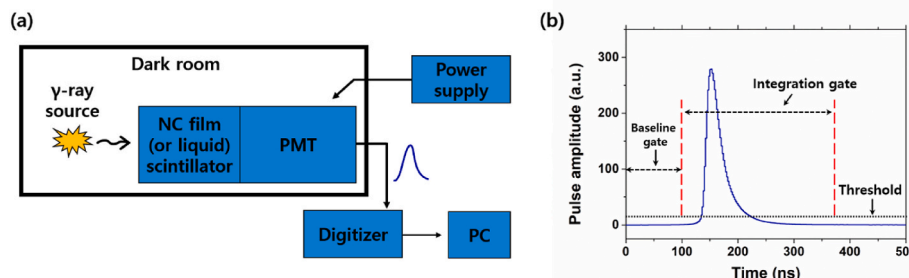 (a)
Dark room
γ-ray
source
NC film
(or liquid)
scintillator
PMT
Power
supply
Digitizer
PC
(b)
Pulse amplitude (a.u.)
300
200
100
0
Integration gate
Baseline
gate
Threshold
0
100
200
300
400
50
Time (ns)